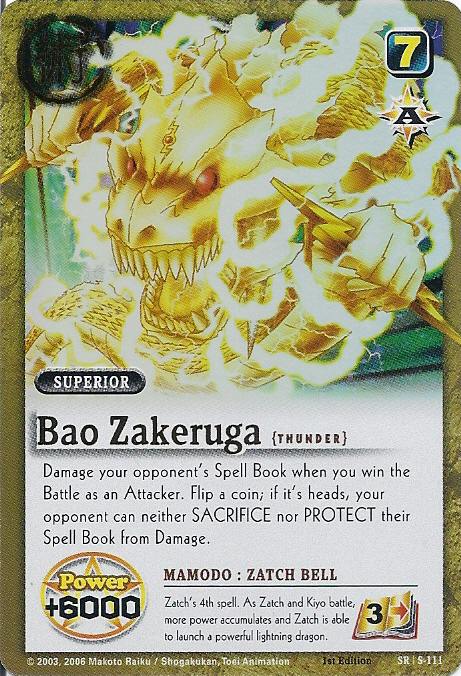 7
A
SUPERIOR
Bao Zakeruga {THUNDER}
Damage your opponent's Spell Book when you win the
Battle as an Attacker. Flip a coin; if it's heads, your
opponent can neither SACRIFICE nor PROTECT their
Spell Book from Damage.
Power
+6000
MAMODO : ZATCH BELL
Zatch's 4th spell. As Zatch and Kiyo battle,
more power accumulates and Zatch is able
to launch a powerful lightning dragon.
3
© 2003, 2006 Makoto Raiku / Shogakukan, Toei Animation 1st Edition SR | S-111